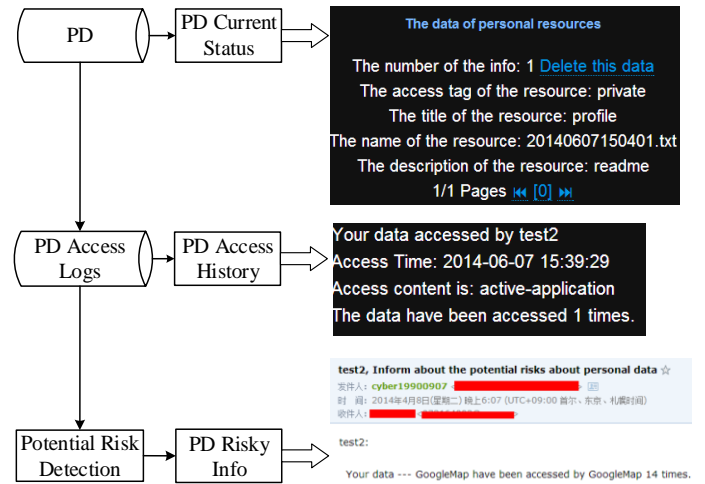 PD
PD Current
Status
The data of personal resources
The number of the info: 1 Delete this data
The access tag of the resource: private
The title of the resource: profile
The name of the resource: 20140607150401.txt
The description of the resource: readme
1/1 Pages ⏮ [0] ⏭
PD Access
Logs
PD Access
History
Your data accessed by test2
Access Time: 2014-06-07 15:39:29
Access content is: active-application
The data have been accessed 1 times.
Potential Risk
Detection
PD Risky
Info
test2, Inform about the potential risks about personal data ☆
发件人: cyber19900907 <
时 间: 2014年4月8日(星期二) 晚上6:07 (UTC+09:00 首尔、东京、札幌时间)
收件人:
test2:
Your data --- GoogleMap have been accessed by GoogleMap 14 times.